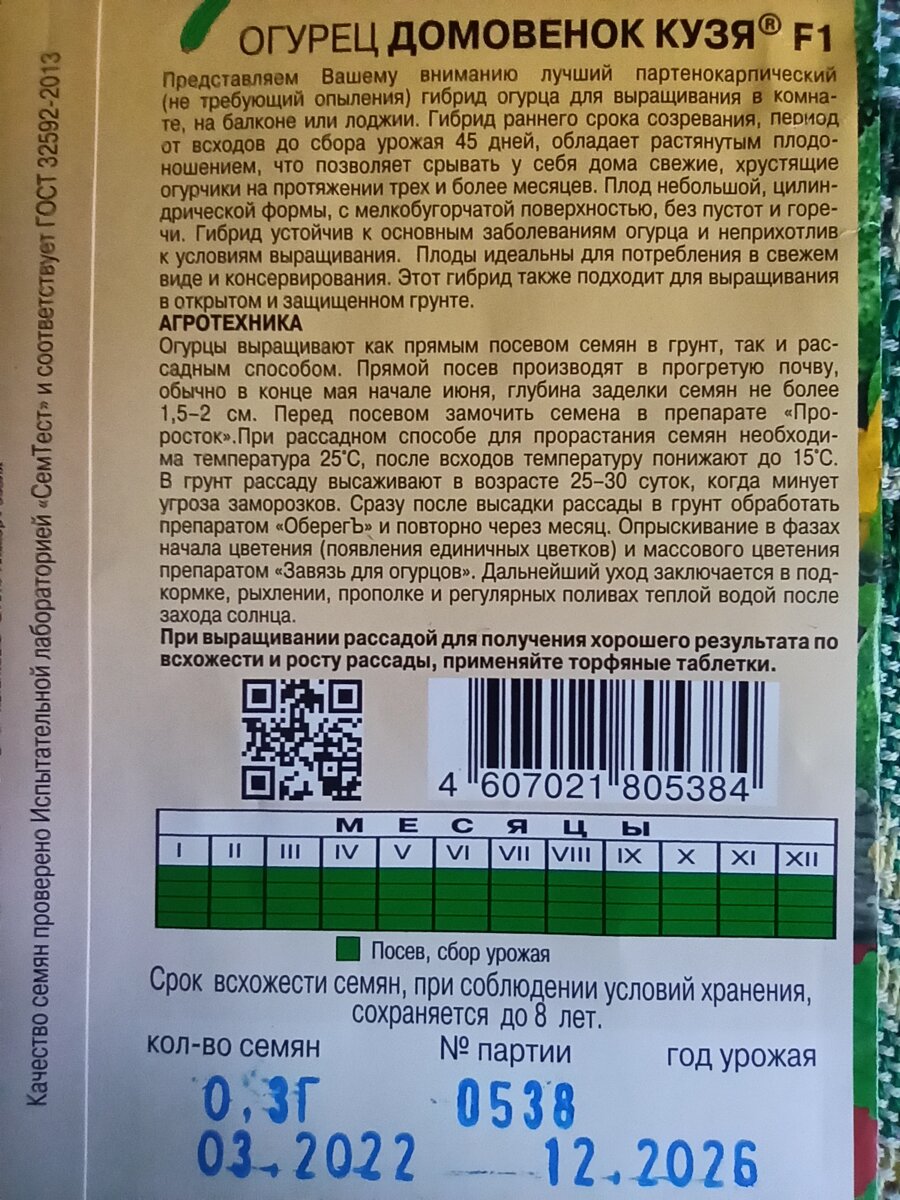 ОГУРЕЦ ДОМОВЕНОК КУЗЯ® F1
Представляем Вашему вниманию лучший партенокарпический
(не требующий опыления) гибрид огурца для выращивания в комна-
те, на балконе или лоджии. Гибрид раннего срока созревания, период
от всходов до сбора урожая 45 дней, обладает растянутым плодо-
ношением, что позволяет срывать у себя дома свежие, хрустящие
огурчики на протяжении трех и более месяцев. Плод небольшой, цилин-
дрической формы, с мелкобугорчатой поверхностью, без пустот и горе-
чи. Гибрид устойчив к основным заболеваниям огурца и неприхотлив
к условиям выращивания. Плоды идеальны для потребления в свежем
виде и консервирования. Этот гибрид также подходит для выращивания
в открытом и защищенном грунте.
АГРОТЕХНИКА
Огурцы выращивают как прямым посевом семян в грунт, так и рас-
садным способом. Прямой посев производят в прогретую почву,
обычно в конце мая начале июня, глубина заделки семян не более
1,5–2 см. Перед посевом замочить семена в препарате «Про-
росток».При рассадном способе для прорастания семян необходи-
ма температура 25°С, после всходов температуру понижают до 15°С.
В грунт рассаду высаживают в возрасте 25–30 суток, когда минует
угроза заморозков. Сразу после высадки рассады в грунт обработать
препаратом «ОберегЪ» и повторно через месяц. Опрыскивание в фазах
начала цветения (появления единичных цветков) и массового цветения
препаратом «Завязь для огурцов». Дальнейший уход заключается в под-
кормке, рыхлении, прополке и регулярных поливах теплой водой после
захода солнца.
При выращивании рассадой для получения хорошего результата по
всхожести и росту рассады, применяйте торфяные таблетки.
4 607021 805384
МЕСЯЦЫ
I II III IV V VI VII VIII IX X XI XII
Посев, сбор урожая
Срок всхожести семян, при соблюдении условий хранения,
сохраняется до 8 лет.
кол-во семян № партии год урожая
0,3Г 0538
03.2022 12.2026
Качество семян проверено Испытательной лабораторией «СемТест» и соответствует ГОСТ 32592-2013